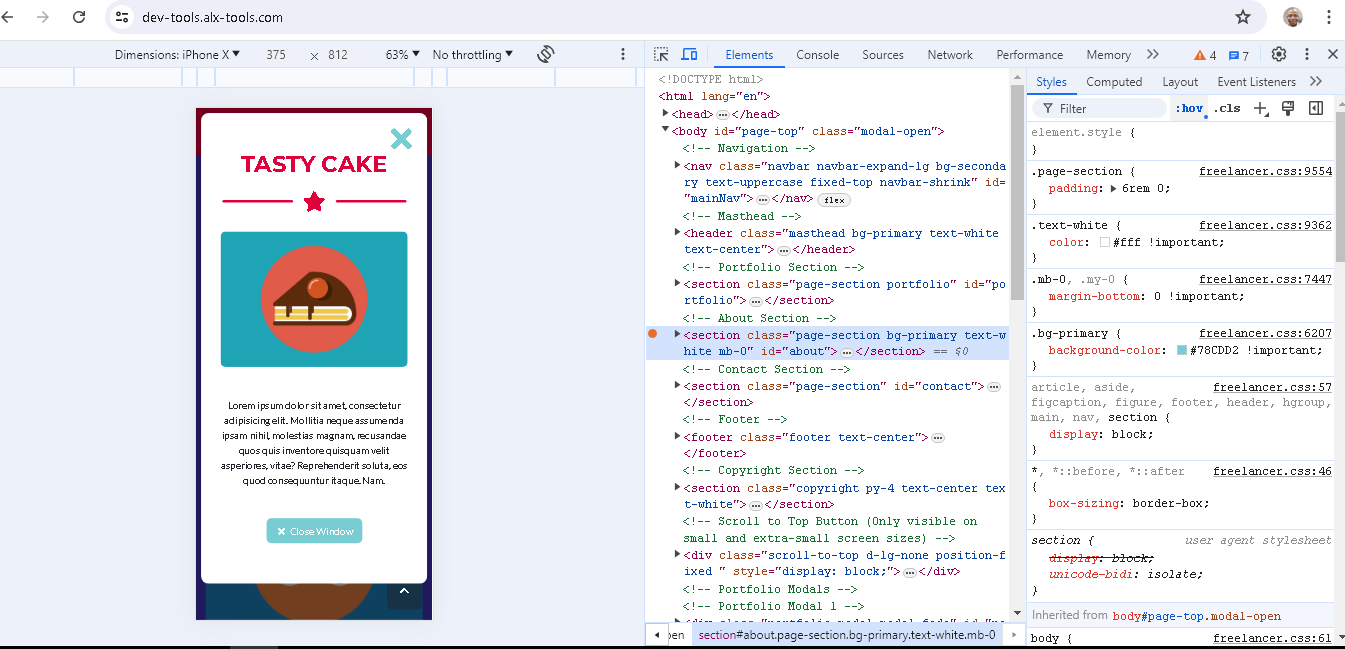 dev-tools.alx-tools.com
Dimensions: iPhone X ▼ 375 × 812 63% ▼ No throttling ▼
TASTY CAKE
Lorem ipsum dolor sit amet, consectetur
adipisicing elit. Mollitia neque assumenda
ipsam nihil, molestias magnam, recusandae
quos quis inventore quisquam velit
asperiores, vitae? Reprehenderit soluta, eos
quod consequuntur itaque. Nam.
× Close Window
Elements Console Sources Network Performance Memory >> 4 7
<!DOCTYPE html>
<html lang="en">
▶<head> ⋯ </head>
▼<body id="page-top" class="modal-open">
<!-- Navigation -->
▶<nav class="navbar navbar-expand-lg bg-seconda
ry text-uppercase fixed-top navbar-shrink" id=
"mainNav"> ⋯ </nav> flex
<!-- Masthead -->
▶<header class="masthead bg-primary text-white
text-center"> ⋯ </header>
<!-- Portfolio Section -->
▶<section class="page-section portfolio" id="po
rtfolio"> ⋯ </section>
<!-- About Section -->
▶<section class="page-section bg-primary text-w
hite mb-0" id="about"> ⋯ </section> == $0
<!-- Contact Section -->
▶<section class="page-section" id="contact"> ⋯
</section>
<!-- Footer -->
▶<footer class="footer text-center"> ⋯
</footer>
<!-- Copyright Section -->
▶<section class="copyright py-4 text-center tex
t-white"> ⋯ </section>
<!-- Scroll to Top Button (Only visible on
small and extra-small screen sizes) -->
▶<div class="scroll-to-top d-lg-none position-f
ixed " style="display: block;"> ⋯ </div>
<!-- Portfolio Modals -->
<!-- Portfolio Modal 1 -->
pen section#about.page-section.bg-primary.text-white.mb-0
Styles Computed Layout Event Listeners >>
Filter :hov .cls
element.style {
}
.page-section { freelancer.css:9554
padding: ▶ 6rem 0;
}
.text-white { freelancer.css:9362
color: #fff !important;
}
.mb-0, .my-0 { freelancer.css:7447
margin-bottom: 0 !important;
}
.bg-primary { freelancer.css:6207
background-color: #78CDD2 !important;
}
article, aside, freelancer.css:57
figcaption, figure, footer, header, hgroup,
main, nav, section {
display: block;
}
*, *::before, *::after freelancer.css:46
{
box-sizing: border-box;
}
section { user agent stylesheet
display: block;
unicode-bidi: isolate;
}
Inherited from body#page-top.modal-open
body { freelancer.css:61